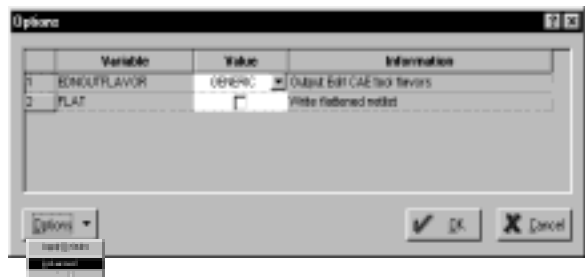 Options
Variable Value Information
1 EDNOUTFLAVOR GENERIC Output Edif CAE tool flavors
2 FLAT Write flattened netlist
Options OK Cancel